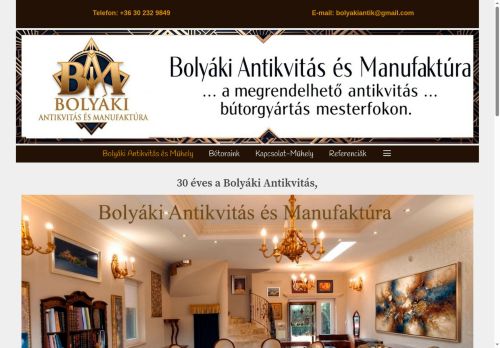 Telefon: +36 30 232 9849
E-mail: bolyakiantik@gmail.com
BM
BOLYÁKI
ANTIKVITÁS ÉS MANUFAKTÚRA
Bolyáki Antikvitás és Manufaktúra
... a megrendelhető antikvitás ...
bútorgyártás mesterfokon.
Bolyáki Antikvitás és Műhely
Bútoraink
Kapcsolat-Műhely
Referenciák
30 éves a Bolyáki Antikvitás,
Bolyáki Antikvitás és Manufaktúra